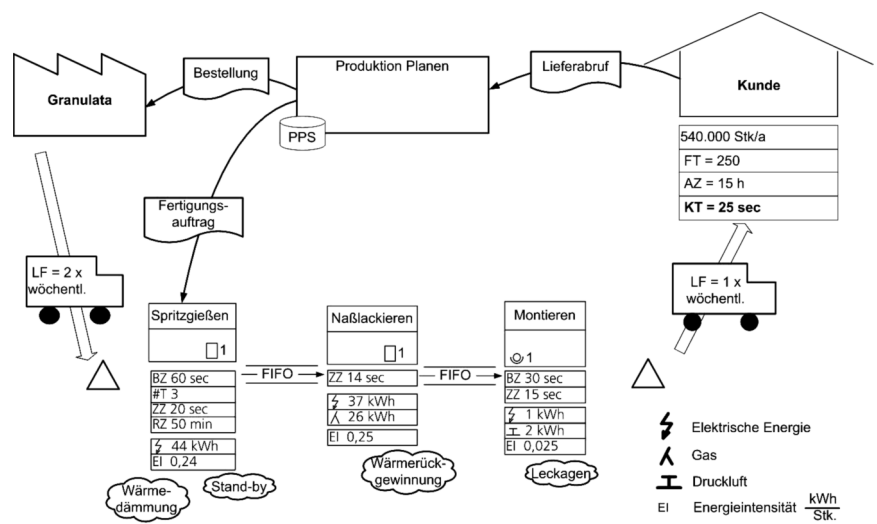 Granulata
Bestellung
Produktion Planen
PPS
Lieferabruf
Kunde
540.000 Stk/a
FT = 250
AZ = 15 h
KT = 25 sec
Fertigungs-
auftrag
LF = 2 x
wöchentl.
LF = 1 x
wöchentl.
Spritzgießen
1
BZ 60 sec
#T 3
ZZ 20 sec
RZ 50 min
44 kWh
EI 0,24
Wärme-
dämmung
Stand-by
FIFO
Naßlackieren
1
ZZ 14 sec
37 kWh
26 kWh
EI 0,25
Wärmerück-
gewinnung
FIFO
Montieren
1
BZ 30 sec
ZZ 15 sec
1 kWh
2 kWh
EI 0,025
Leckagen
Elektrische Energie
Gas
Druckluft
EI Energieintensität kWh
Stk.